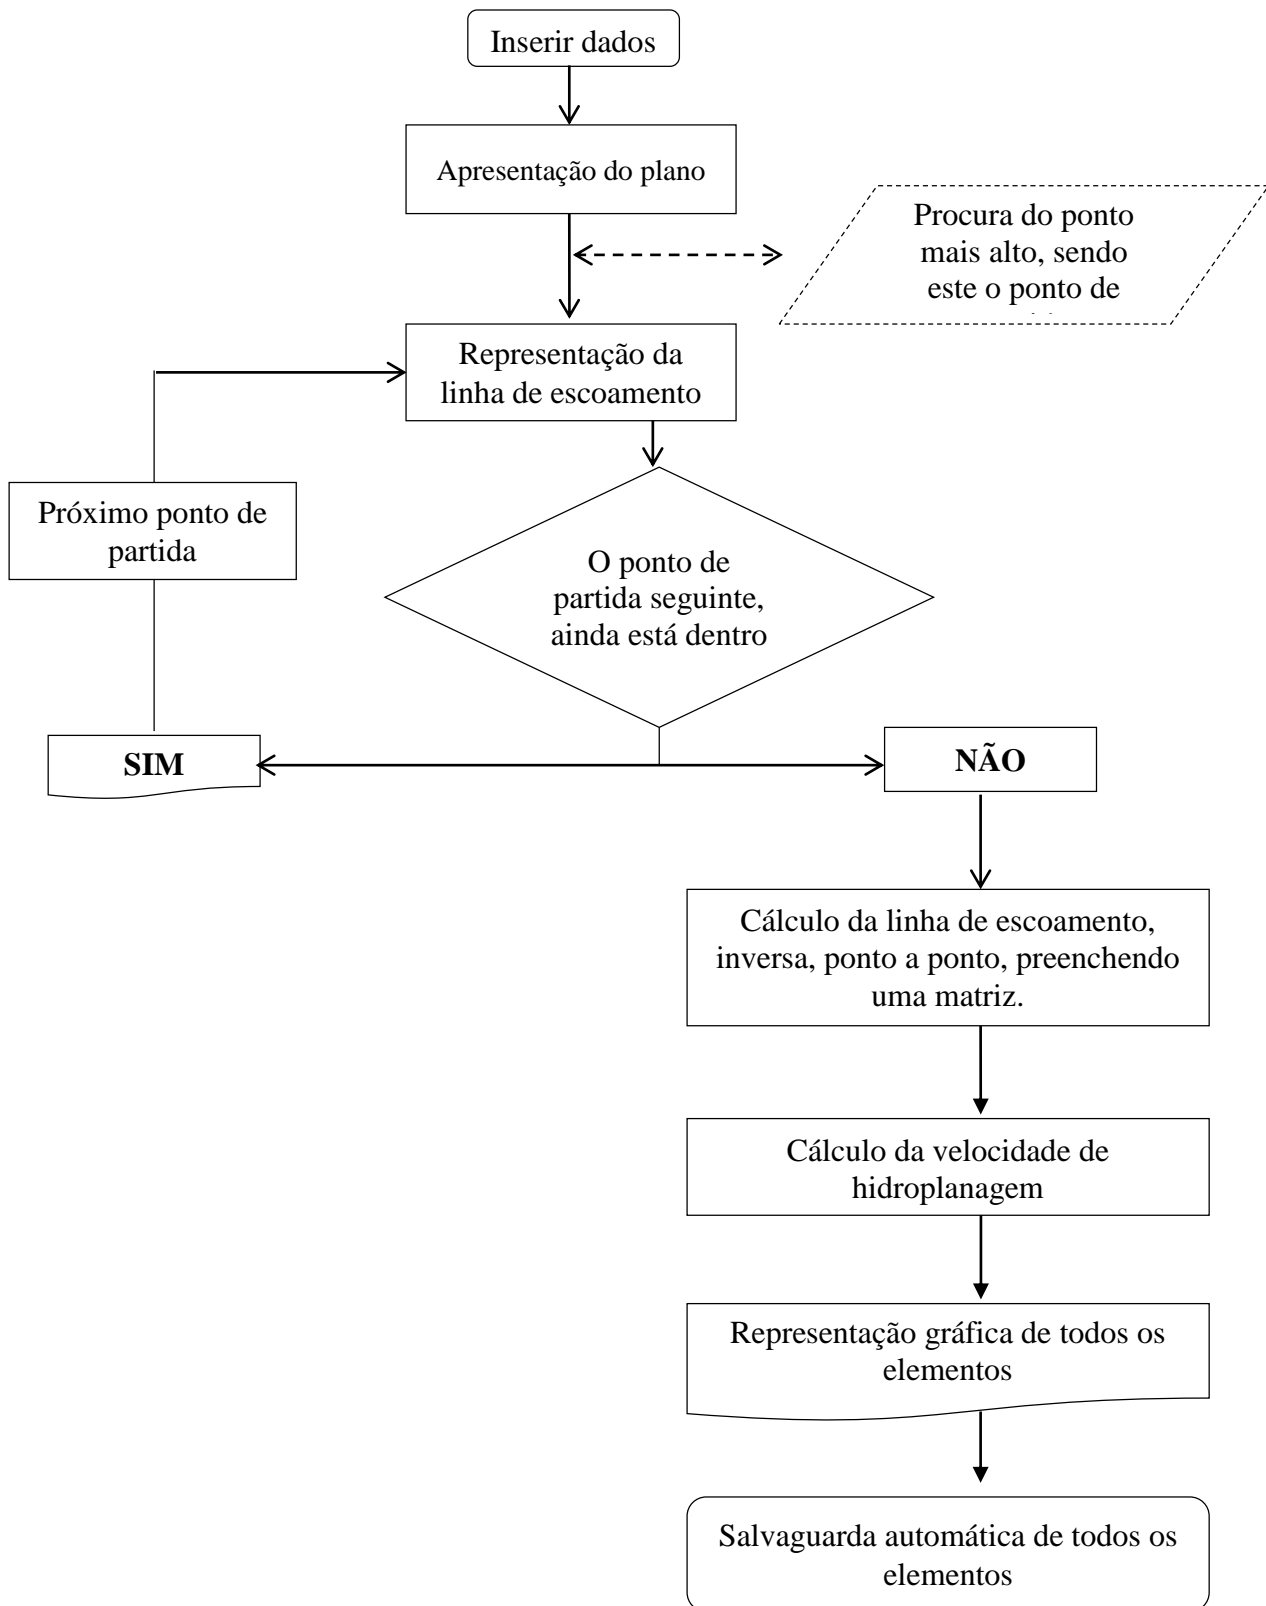 Inserir dados
Apresentação do plano
Procura do ponto
mais alto, sendo
este o ponto de
Representação da
linha de escoamento
Próximo ponto de
partida
O ponto de
partida seguinte,
ainda está dentro
SIM
NÃO
Cálculo da linha de escoamento,
inversa, ponto a ponto, preenchendo
uma matriz.
Cálculo da velocidade de
hidroplanagem
Representação gráfica de todos os
elementos
Salvaguarda automática de todos os
elementos